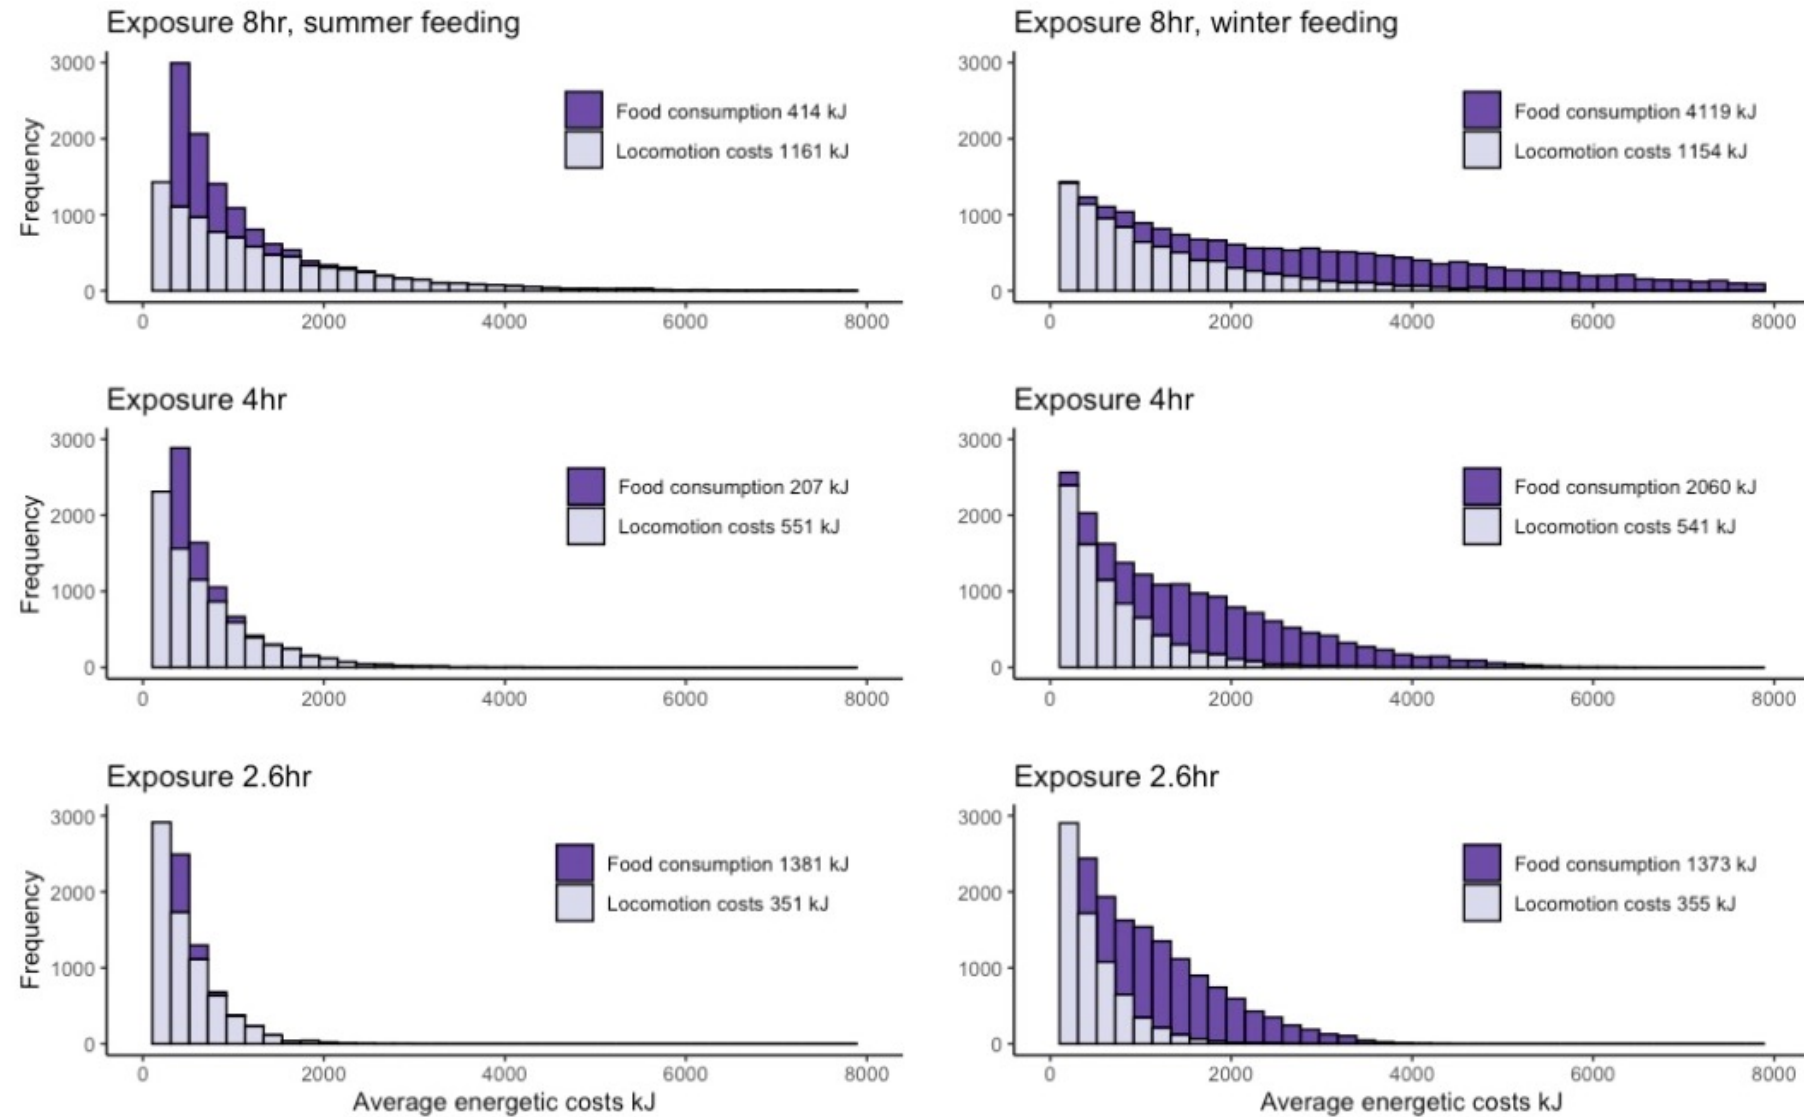 Exposure 8hr, summer feeding
3000
2000
1000
0
Frequency
Food consumption 414 kJ
Locomotion costs 1161 kJ
0 2000 4000 6000 8000
Exposure 8hr, winter feeding
3000
2000
1000
0
Food consumption 4119 kJ
Locomotion costs 1154 kJ
0 2000 4000 6000 8000
Exposure 4hr
3000
2000
1000
0
Frequency
Food consumption 207 kJ
Locomotion costs 551 kJ
0 2000 4000 6000 8000
Exposure 4hr
3000
2000
1000
0
Food consumption 2060 kJ
Locomotion costs 541 kJ
0 2000 4000 6000 8000
Exposure 2.6hr
3000
2000
1000
0
Frequency
Food consumption 1381 kJ
Locomotion costs 351 kJ
0 2000 4000 6000 8000
Average energetic costs kJ
Exposure 2.6hr
3000
2000
1000
0
Food consumption 1373 kJ
Locomotion costs 355 kJ
0 2000 4000 6000 8000
Average energetic costs kJ